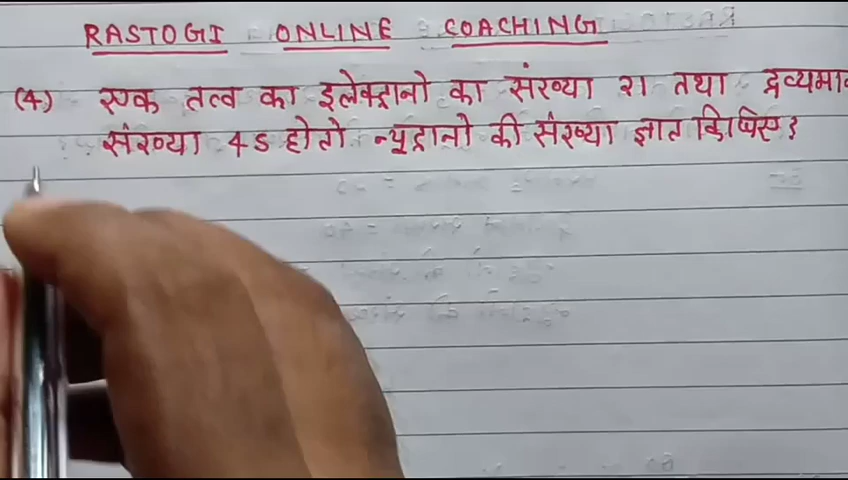 RASTOGI ONLINE COACHING
(4) एक तत्व का इलेक्ट्रानो का संख्या 21 तथा द्रव्यमान
संख्या 45 हो तो न्यूट्रानो की संख्या ज्ञात किजिए ?